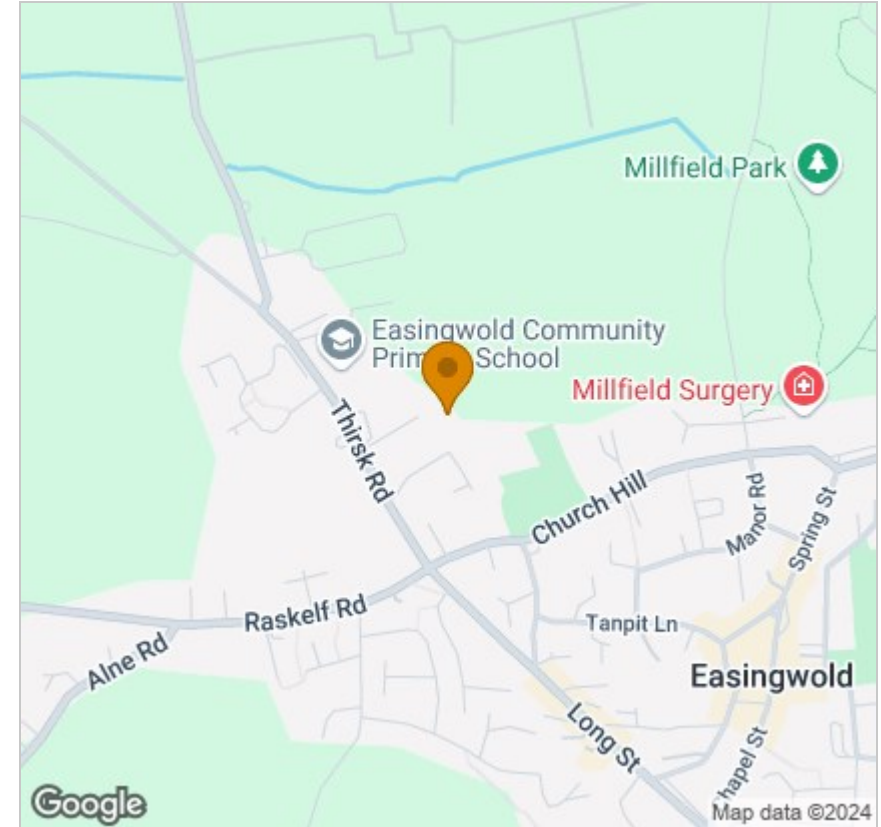 Millfield Park
Easingwold Community
Prim School
Millfield Surgery
Thirsk Rd
Church Hill
Manor Rd
Spring St
Raskelf Rd
Tanpit Ln
Alne Rd
Easingwold
Long St
hapel St
Google
Map data ©2024